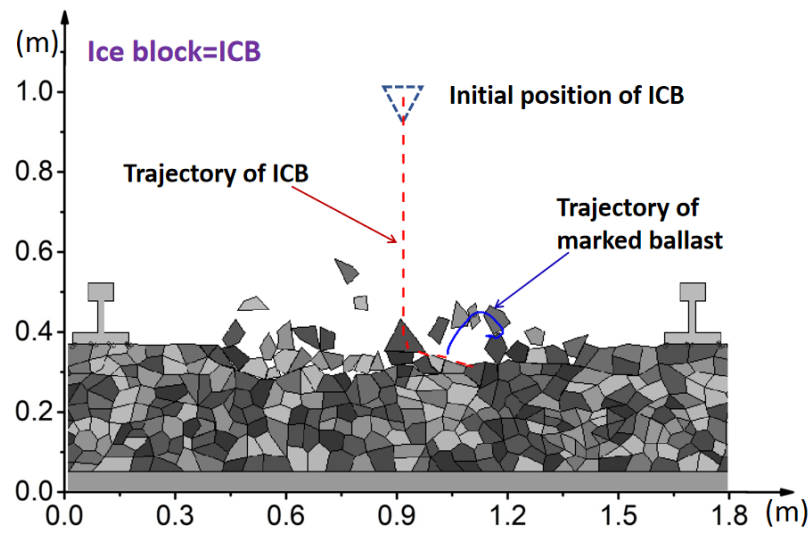 (m)
Ice block=ICB
1.0
Initial position of ICB
0.8
Trajectory of ICB
Trajectory of
marked ballast
0.6
0.4
0.2
0.0
0.0 0.3 0.6 0.9 1.2 1.5 1.8 (m)